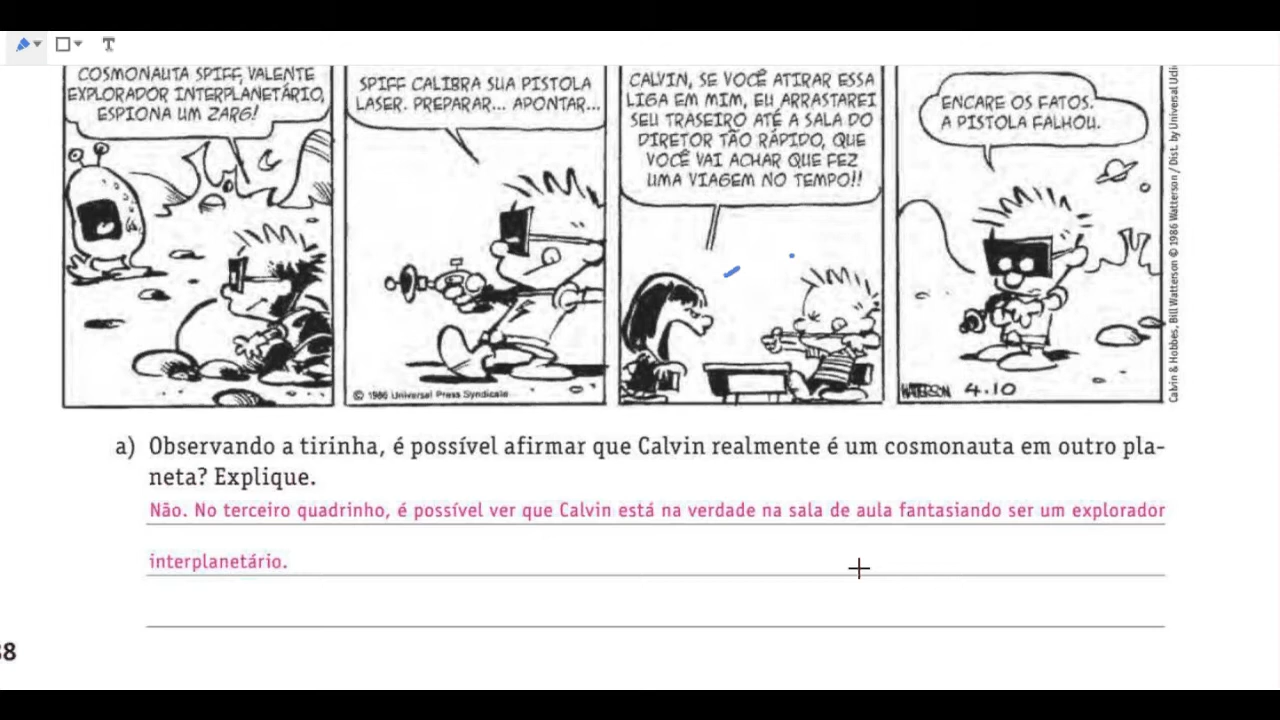 T
COSMONAUTA SPIFF, VALENTE
EXPLORADOR INTERPLANETÁRIO,
ESPIONA UM ZARG!
SPIFF CALIBRA SUA PISTOLA
LASER. PREPARAR... APONTAR...
CALVIN, SE VOCÊ ATIRAR ESSA
LIGA EM MIM, EU ARRASTAREI
SEU TRASEIRO ATÉ A SALA DO
DIRETOR TÃO RÁPIDO, QUE
VOCÊ VAI ACHAR QUE FEZ
UMA VIAGEM NO TEMPO!!
ENCARE OS FATOS.
A PISTOLA FALHOU.
© 1986 Universal Press Syndicate
WATTERSON 4.10
Calvin & Hobbes, Bill Watterson © 1986 Watterson / Dist. by Universal
a) Observando a tirinha, é possível afirmar que Calvin realmente é um cosmonauta em outro pla-
neta? Explique.
Não. No terceiro quadrinho, é possível ver que Calvin está na verdade na sala de aula fantasiando ser um explorador
interplanetário.